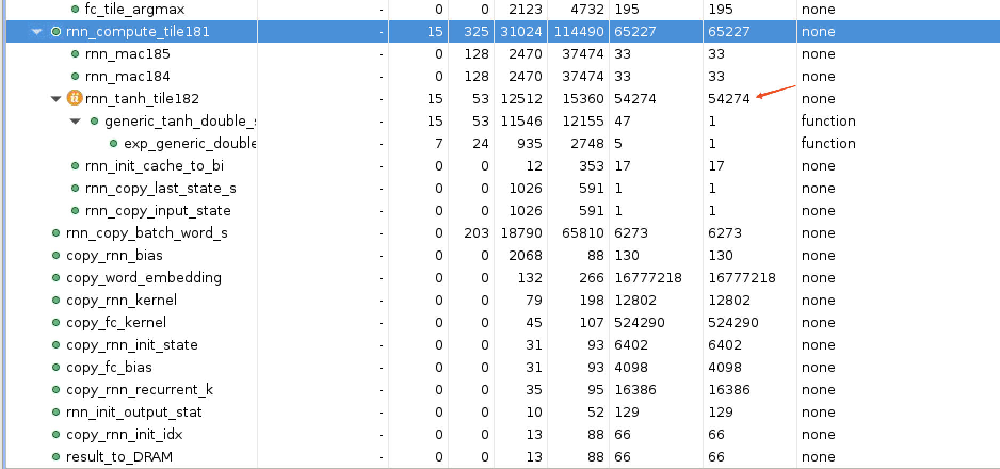 fc_tile_argmax - 0 0 2123 4732 195 195 none
rnn_compute_tile181 - 15 325 31024 114490 65227 65227 none
rnn_mac185 - 0 128 2470 37474 33 33 none
rnn_mac184 - 0 128 2470 37474 33 33 none
ii rnn_tanh_tile182 - 15 53 12512 15360 54274 54274 none
generic_tanh_double_s - 15 53 11546 12155 47 1 function
exp_generic_double - 7 24 935 2748 5 1 function
rnn_init_cache_to_bi - 0 0 12 353 17 17 none
rnn_copy_last_state_s - 0 0 1026 591 1 1 none
rnn_copy_input_state - 0 0 1026 591 1 1 none
rnn_copy_batch_word_s - 0 203 18790 65810 6273 6273 none
copy_rnn_bias - 0 0 2068 88 130 130 none
copy_word_embedding - 0 0 132 266 16777218 16777218 none
copy_rnn_kernel - 0 0 79 198 12802 12802 none
copy_fc_kernel - 0 0 45 107 524290 524290 none
copy_rnn_init_state - 0 0 31 93 6402 6402 none
copy_fc_bias - 0 0 31 93 4098 4098 none
copy_rnn_recurrent_k - 0 0 35 95 16386 16386 none
rnn_init_output_stat - 0 0 10 52 129 129 none
copy_rnn_init_idx - 0 0 13 88 66 66 none
result_to_DRAM - 0 0 13 88 66 66 none